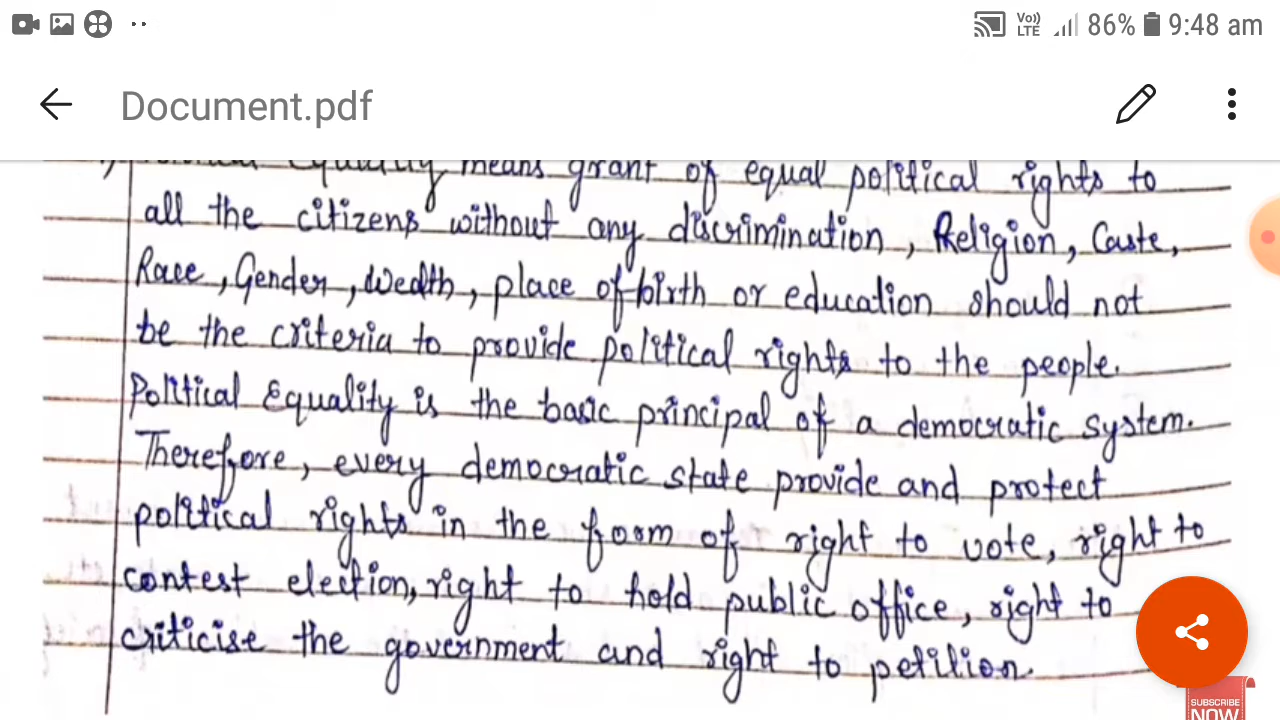 Vo)) LTE 86% 9:48 am
Document.pdf
Equality means grant of equal political rights to
all the citizens without any discrimination, Religion, Caste,
Race, Gender, Wealth, place of birth or education should not
be the criteria to provide political rights to the people.
Political Equality is the basic principal of a democratic system.
Therefore, every democratic state provide and protect
political rights in the form of right to vote, right to
contest election, right to hold public office, right to
criticise the government and right to petition.
SUBSCRIBE
NOW